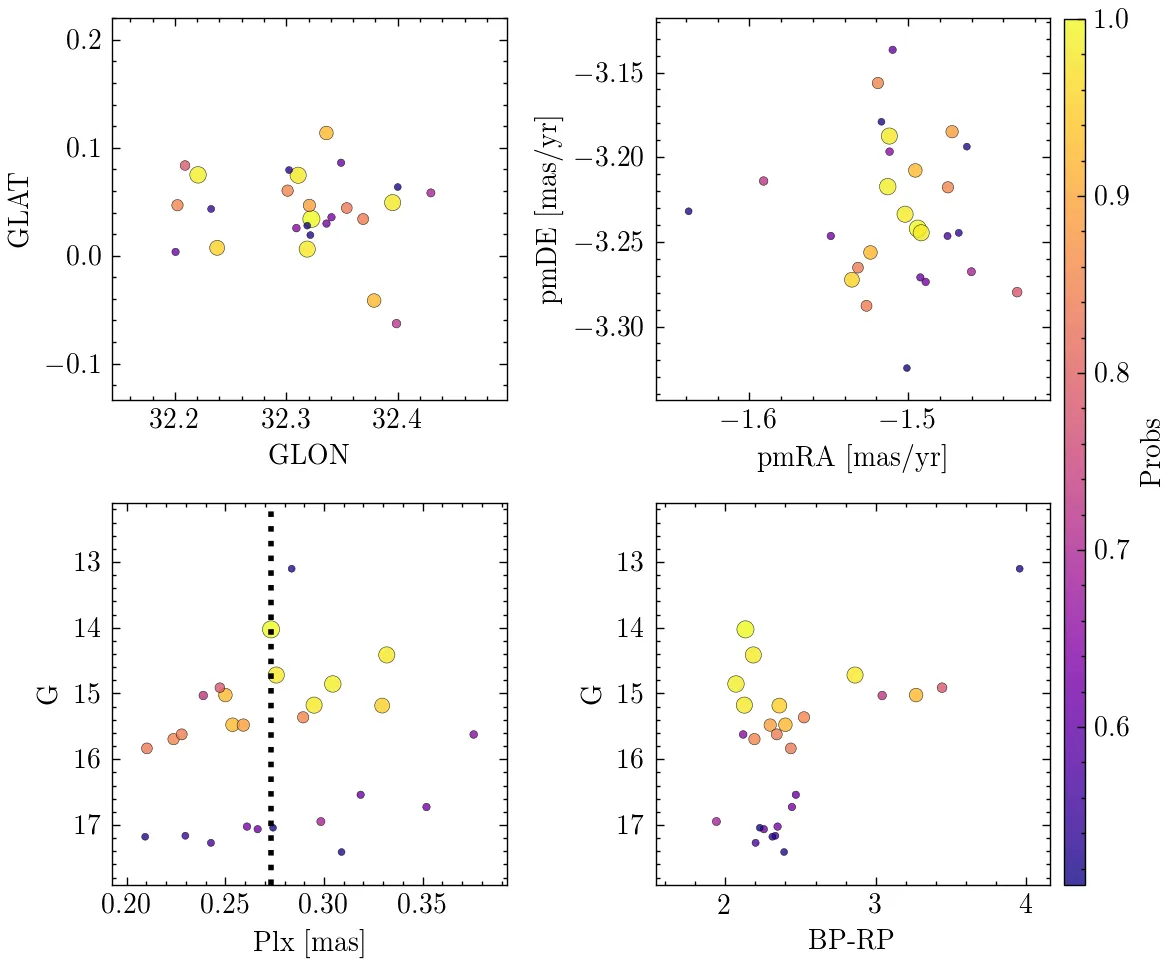 0.2
0.1
0.0
−0.1
GLAT
32.2 32.3 32.4
GLON
−3.15
−3.20
−3.25
−3.30
pmDE [mas/yr]
−1.6 −1.5
pmRA [mas/yr]
13
14
15
16
17
G
0.20 0.25 0.30 0.35
Plx [mas]
13
14
15
16
17
G
2 3 4
BP-RP
1.0
0.9
0.8
0.7
0.6
Probs